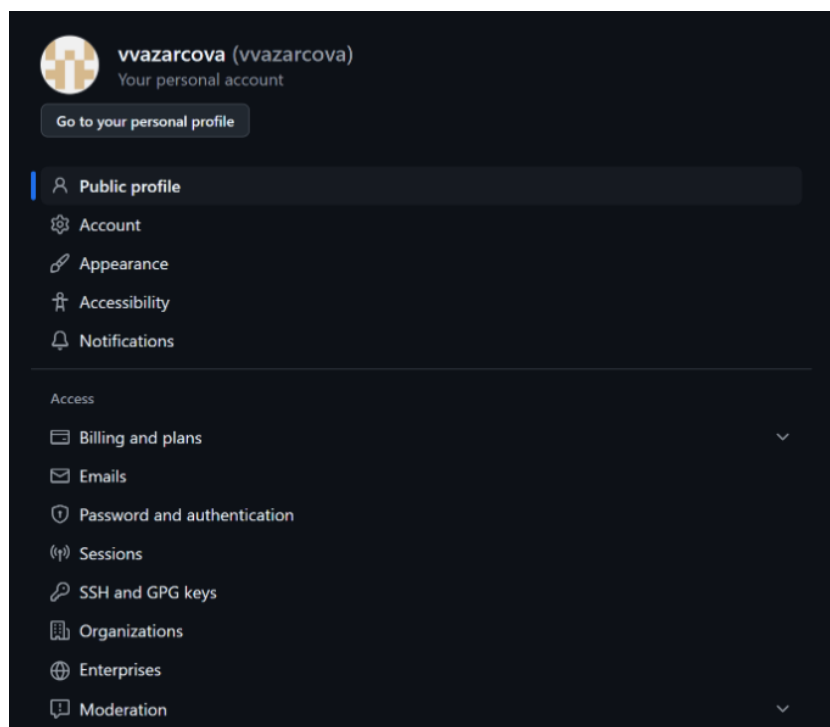 vvazarcova (vvazarcova)
Your personal account
Go to your personal profile
Public profile
Account
Appearance
Accessibility
Notifications
Access
Billing and plans
Emails
Password and authentication
Sessions
SSH and GPG keys
Organizations
Enterprises
Moderation